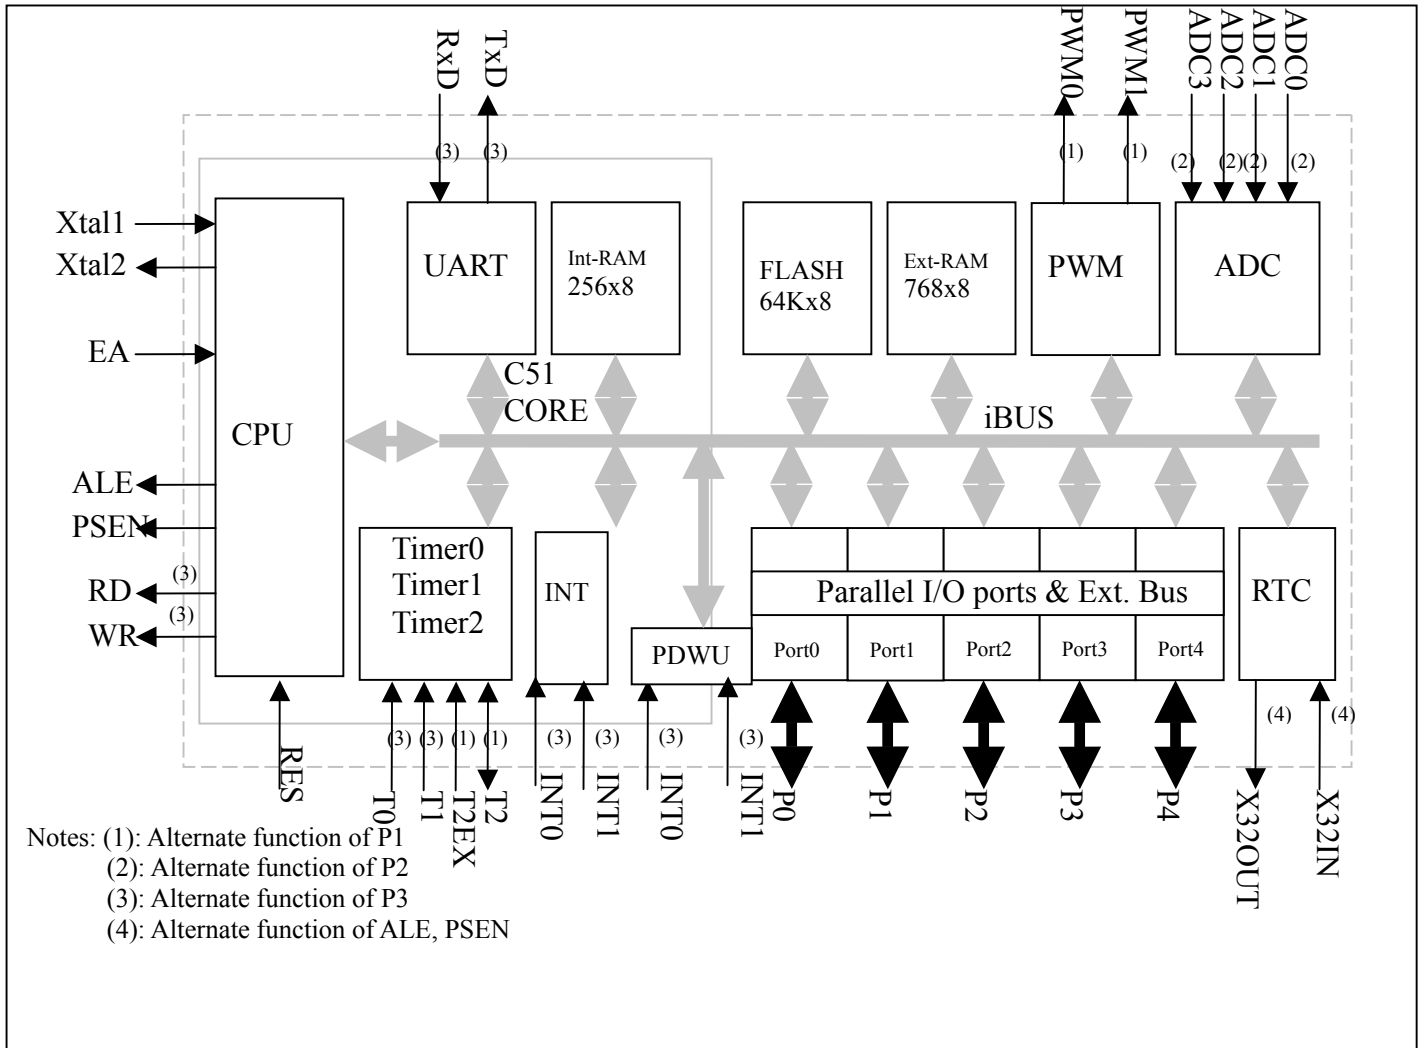 RxD
TxD
PWM0
PWM1
ADC3
ADC2
ADC1
ADC0
(3)
(3)
(1)
(1)
(2)
(2)
(2)
(2)
Xtal1
Xtal2
EA
ALE
PSEN
RD
(3)
WR
(3)
CPU
UART
Int-RAM
256x8
FLASH
64Kx8
Ext-RAM
768x8
PWM
ADC
C51
CORE
iBUS
Timer0
Timer1
Timer2
INT
PDWU
Parallel I/O ports & Ext. Bus
Port0
Port1
Port2
Port3
Port4
RTC
(3)
(3)
(1)
(1)
(3)
(3)
(3)
(3)
(4)
(4)
RES
T0
T1
T2EX
T2
INT0
INT1
INT0
INT1
P0
P1
P2
P3
P4
X32OUT
X32IN
Notes: (1): Alternate function of P1
(2): Alternate function of P2
(3): Alternate function of P3
(4): Alternate function of ALE, PSEN